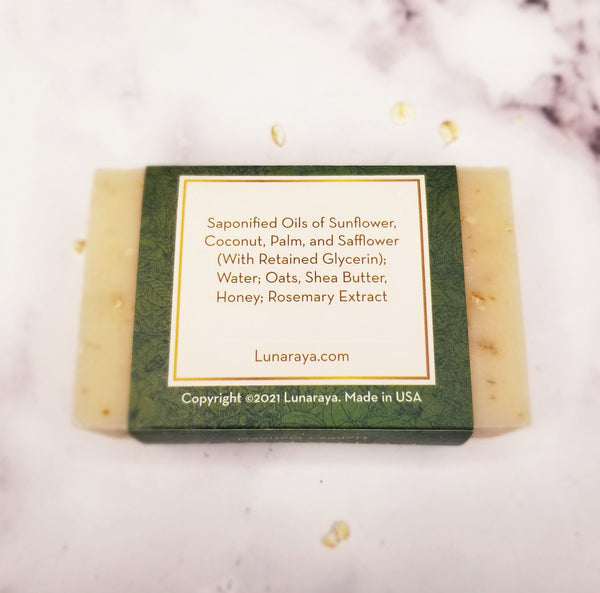 Saponified Oils of Sunflower,
Coconut, Palm, and Safflower
(With Retained Glycerin);
Water; Oats, Shea Butter,
Honey; Rosemary Extract
Lunaraya.com
Copyright ©2021 Lunaraya. Made in USA